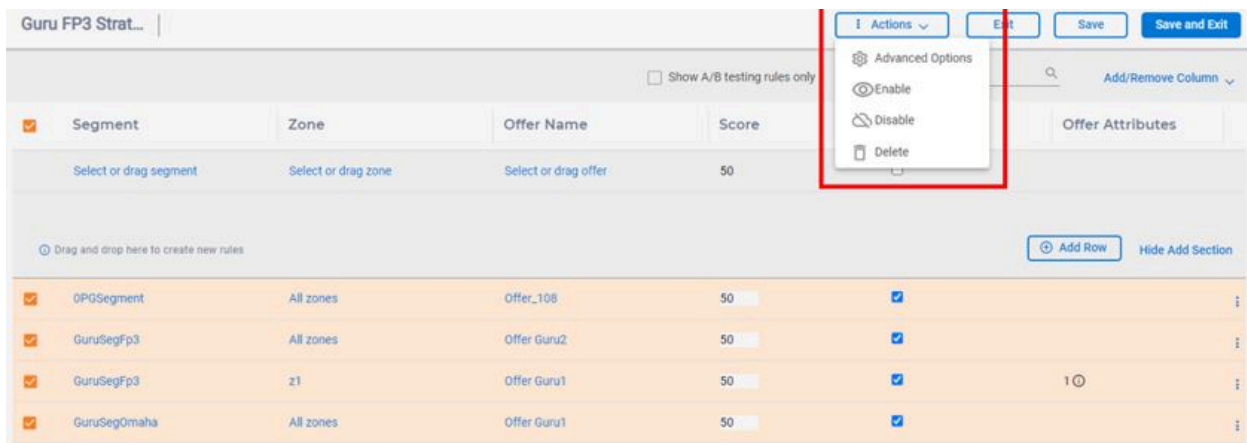 Guru FP3 Strat...
Actions
Exit
Save
Save and Exit
Advanced Options
Enable
Disable
Delete
Show A/B testing rules only
Add/Remove Column
Segment Zone Offer Name Score Offer Attributes
Select or drag segment Select or drag zone Select or drag offer 50
Drag and drop here to create new rules
Add Row
Hide Add Section
0PGSegment All zones Offer_108 50
GuruSegFp3 All zones Offer Guru2 50
GuruSegFp3 z1 Offer Guru1 50 1
GuruSegOmaha All zones Offer Guru1 50